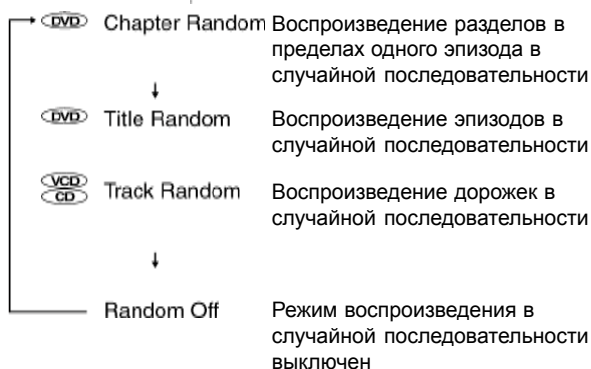 DVD Chapter Random Воспроизведение разделов в
пределах одного эпизода в
случайной последовательности
DVD Title Random Воспроизведение эпизодов в
случайной последовательности
VCD
CD
Track Random Воспроизведение дорожек в
случайной последовательности
Random Off Режим воспроизведения в
случайной последовательности
выключен